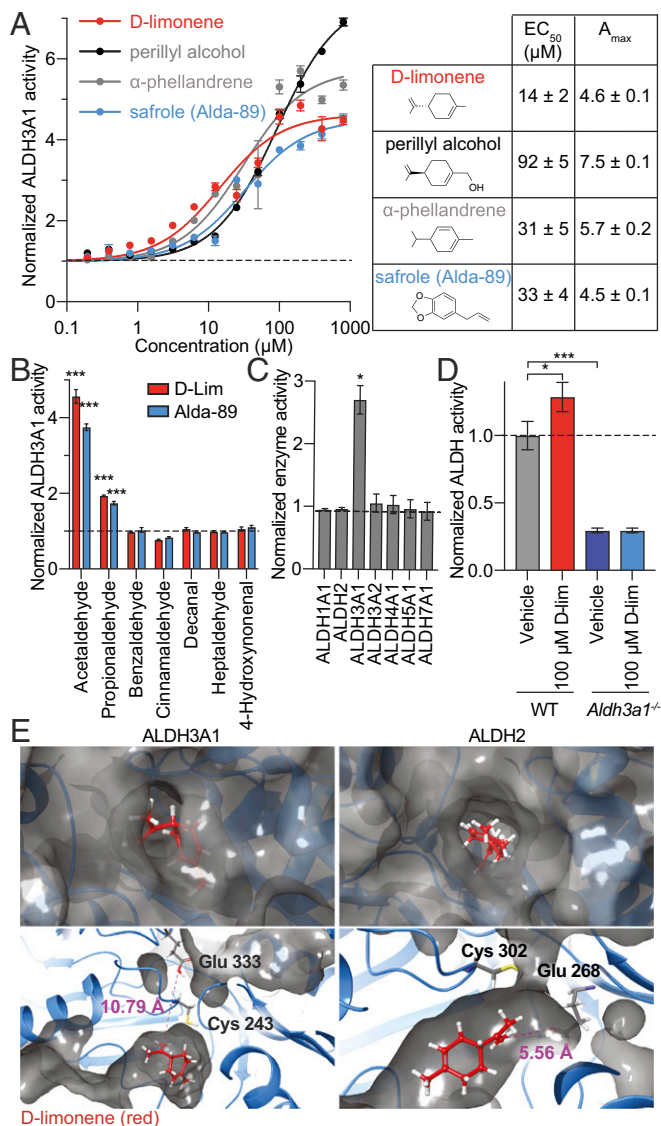 A
Normalized ALDH3A1 activity
6
4
2
0
0.1
1
10
100
800
Concentration (µM)
D-limonene
perillyl alcohol
α-phellandrene
safrole (Alda-89)
EC50
(µM)
Amax
D-limonene
14 ± 2
4.6 ± 0.1
perillyl alcohol
OH
92 ± 5
7.5 ± 0.1
α-phellandrene
31 ± 5
5.7 ± 0.2
safrole (Alda-89)
O
O
33 ± 4
4.5 ± 0.1
B
Normalized ALDH3A1 activity
4
2
0
***
***
***
***
D-Lim
Alda-89
Acetaldehyde
Propionaldehyde
Benzaldehyde
Cinnamaldehyde
Decanal
Heptaldehyde
4-Hydroxynonenal
C
Normalized enzyme activity
3
2
1
0
*
ALDH1A1
ALDH2
ALDH3A1
ALDH3A2
ALDH4A1
ALDH5A1
ALDH7A1
D
Normalized ALDH activity
1.0
0.5
0.0
***
*
Vehicle
100 µM D-lim
Vehicle
100 µM D-lim
WT
Aldh3a1-/-
E
ALDH3A1
ALDH2
Glu 333
10.79 Å
Cys 243
Cys 302
Glu 268
5.56 Å
D-limonene (red)